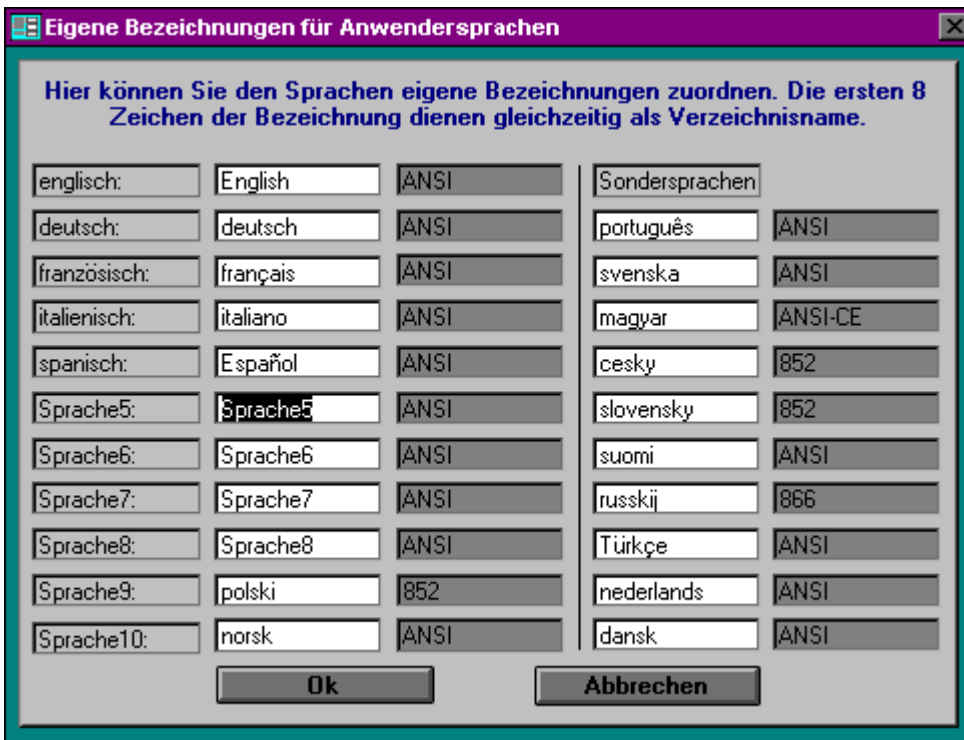 Eigene Bezeichnungen für Anwendersprachen
Hier können Sie den Sprachen eigene Bezeichnungen zuordnen. Die ersten 8
Zeichen der Bezeichnung dienen gleichzeitig als Verzeichnisname.
englisch: English ANSI Sondersprachen
deutsch: deutsch ANSI português ANSI
französisch: français ANSI svenska ANSI
italienisch: italiano ANSI magyar ANSI-CE
spanisch: Español ANSI cesky 852
Sprache5: Sprache5 ANSI slovensky 852
Sprache6: Sprache6 ANSI suomi ANSI
Sprache7: Sprache7 ANSI russkij 866
Sprache8: Sprache8 ANSI Türkçe ANSI
Sprache9: polski 852 nederlands ANSI
Sprache10: norsk ANSI dansk ANSI
Ok Abbrechen